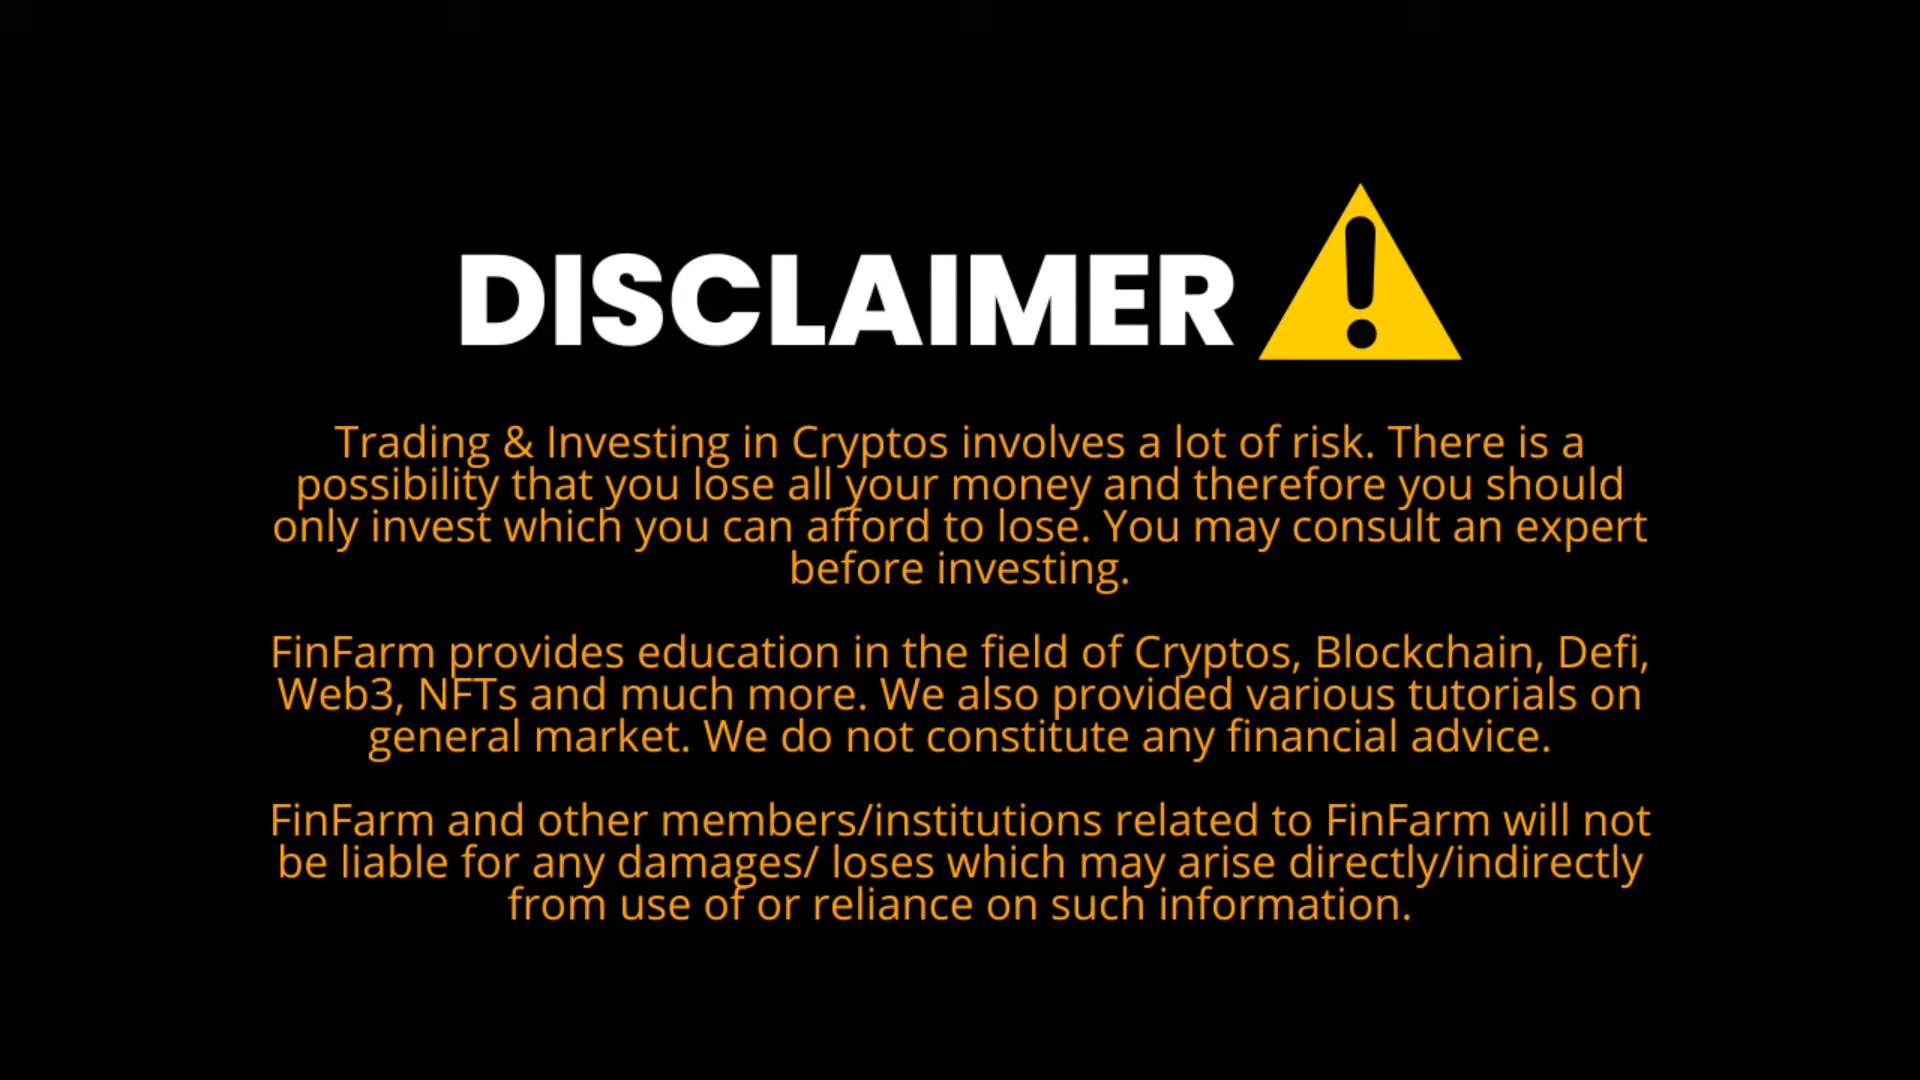 DISCLAIMER
Trading & Investing in Cryptos involves a lot of risk. There is a
possibility that you lose all your money and therefore you should
only invest which you can afford to lose. You may consult an expert
before investing.
FinFarm provides education in the field of Cryptos, Blockchain, Defi,
Web3, NFTs and much more. We also provided various tutorials on
general market. We do not constitute any financial advice.
FinFarm and other members/institutions related to FinFarm will not
be liable for any damages/ loses which may arise directly/indirectly
from use of or reliance on such information.